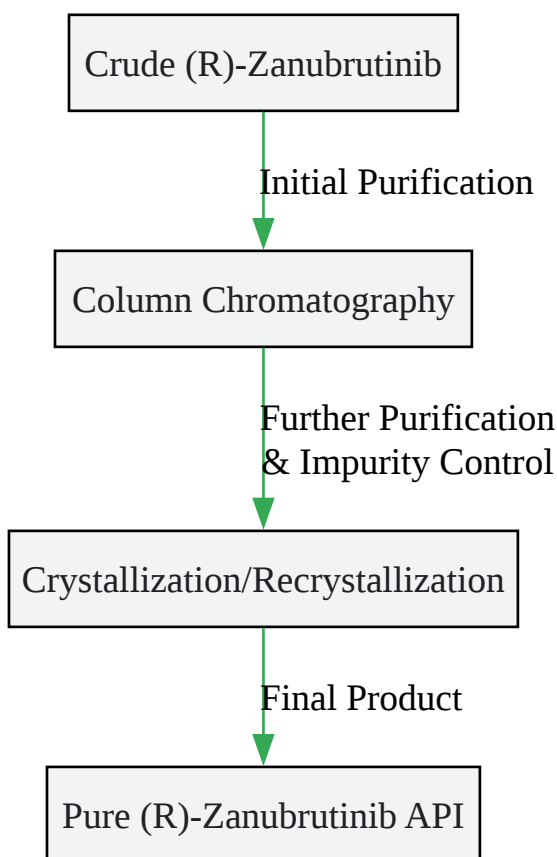 Crude (R)-Zanubrutinib
Initial Purification
Column Chromatography
Further Purification
& Impurity Control
Crystallization/Recrystallization
Final Product
Pure (R)-Zanubrutinib API